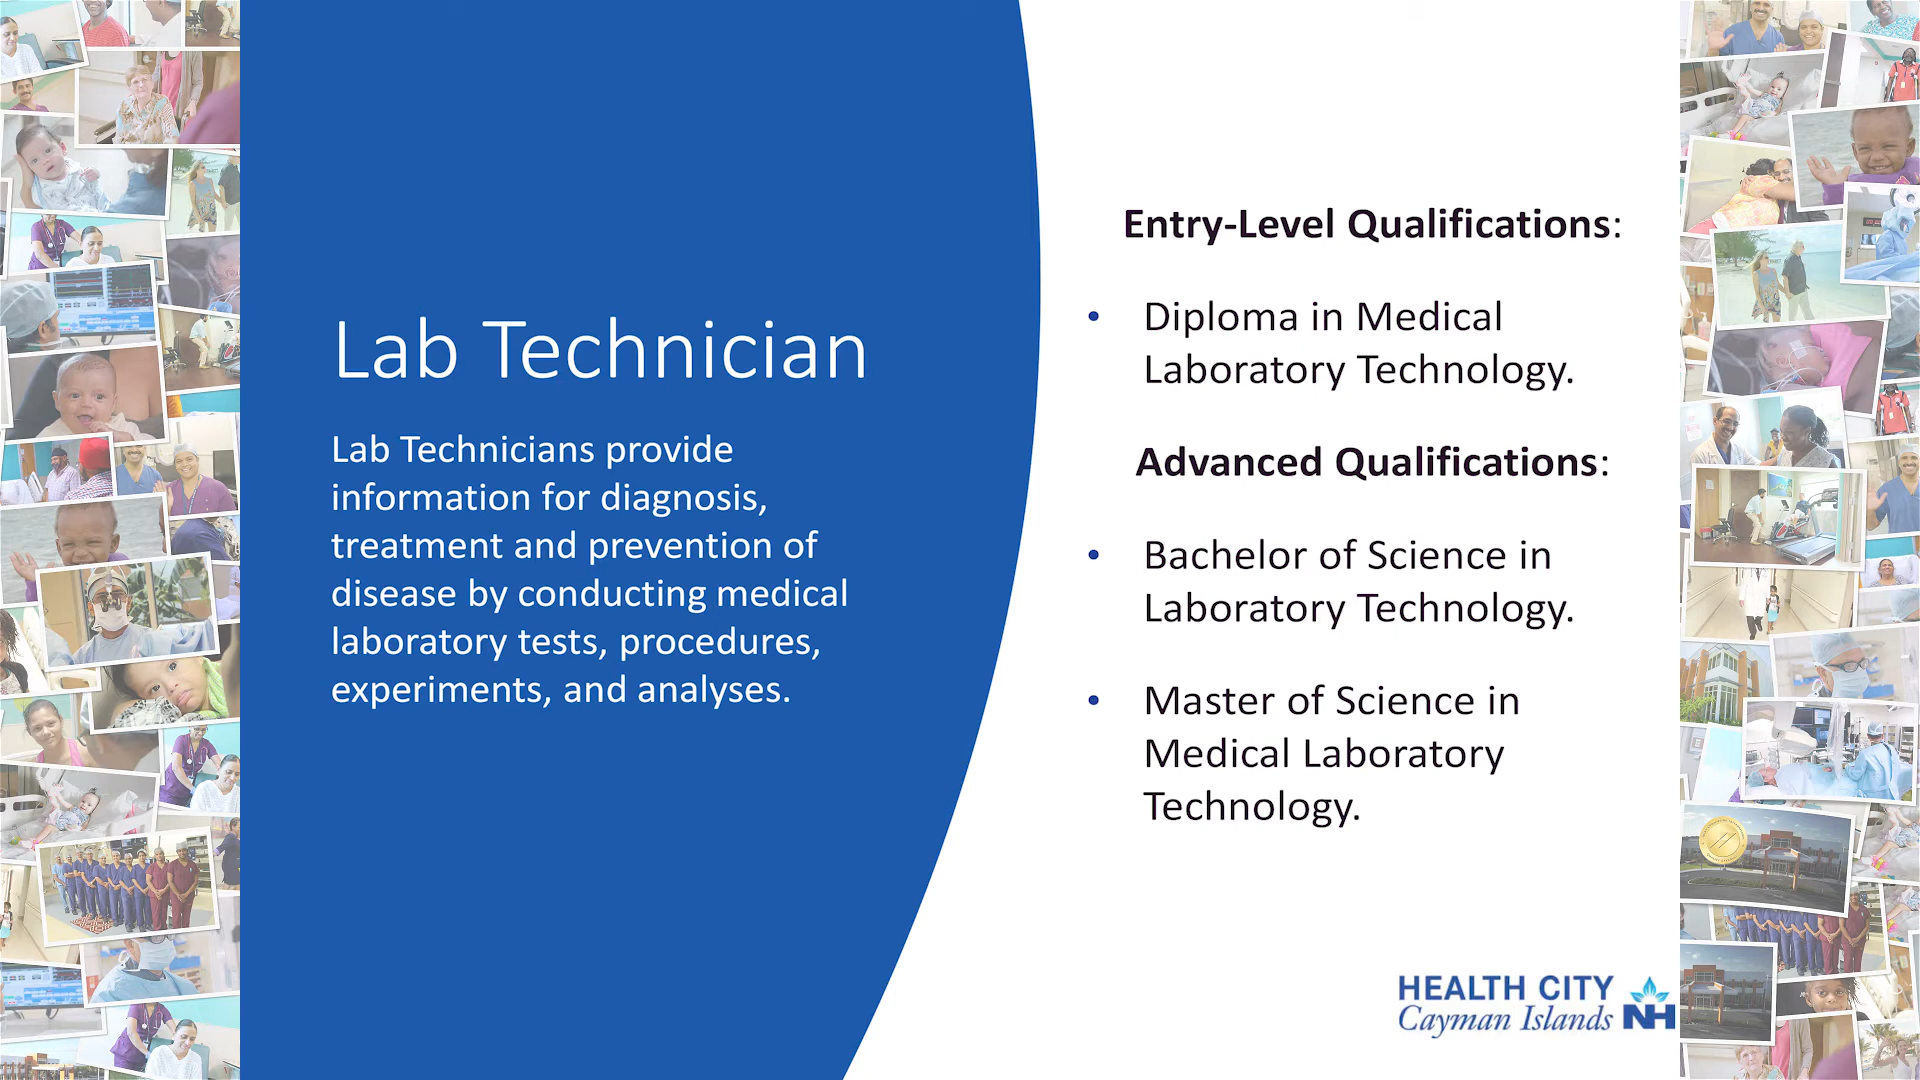 Lab Technician
Lab Technicians provide
information for diagnosis,
treatment and prevention of
disease by conducting medical
laboratory tests, procedures,
experiments, and analyses.
Entry-Level Qualifications:
• Diploma in Medical
Laboratory Technology.
Advanced Qualifications:
• Bachelor of Science in
Laboratory Technology.
• Master of Science in
Medical Laboratory
Technology.
HEALTH CITY
Cayman Islands NH